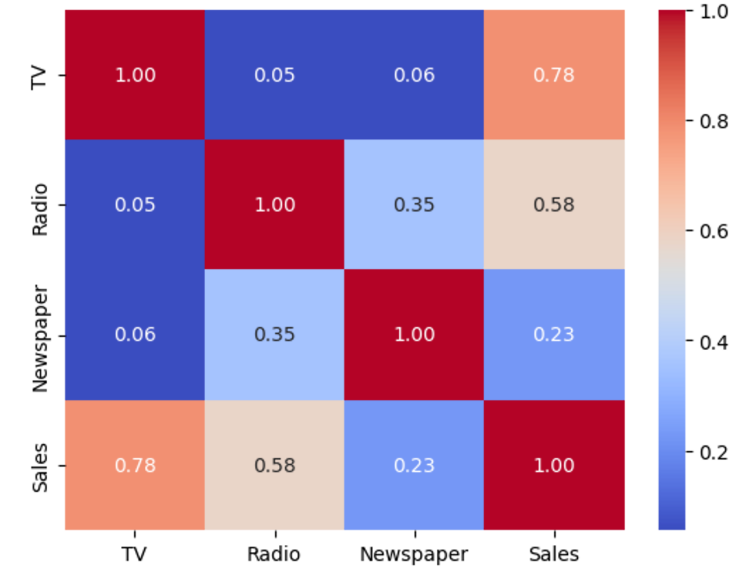 1.0
TV 1.00 0.05 0.06 0.78
0.8
Radio 0.05 1.00 0.35 0.58
0.6
Newspaper 0.06 0.35 1.00 0.23
0.4
Sales 0.78 0.58 0.23 1.00
0.2
TV Radio Newspaper Sales